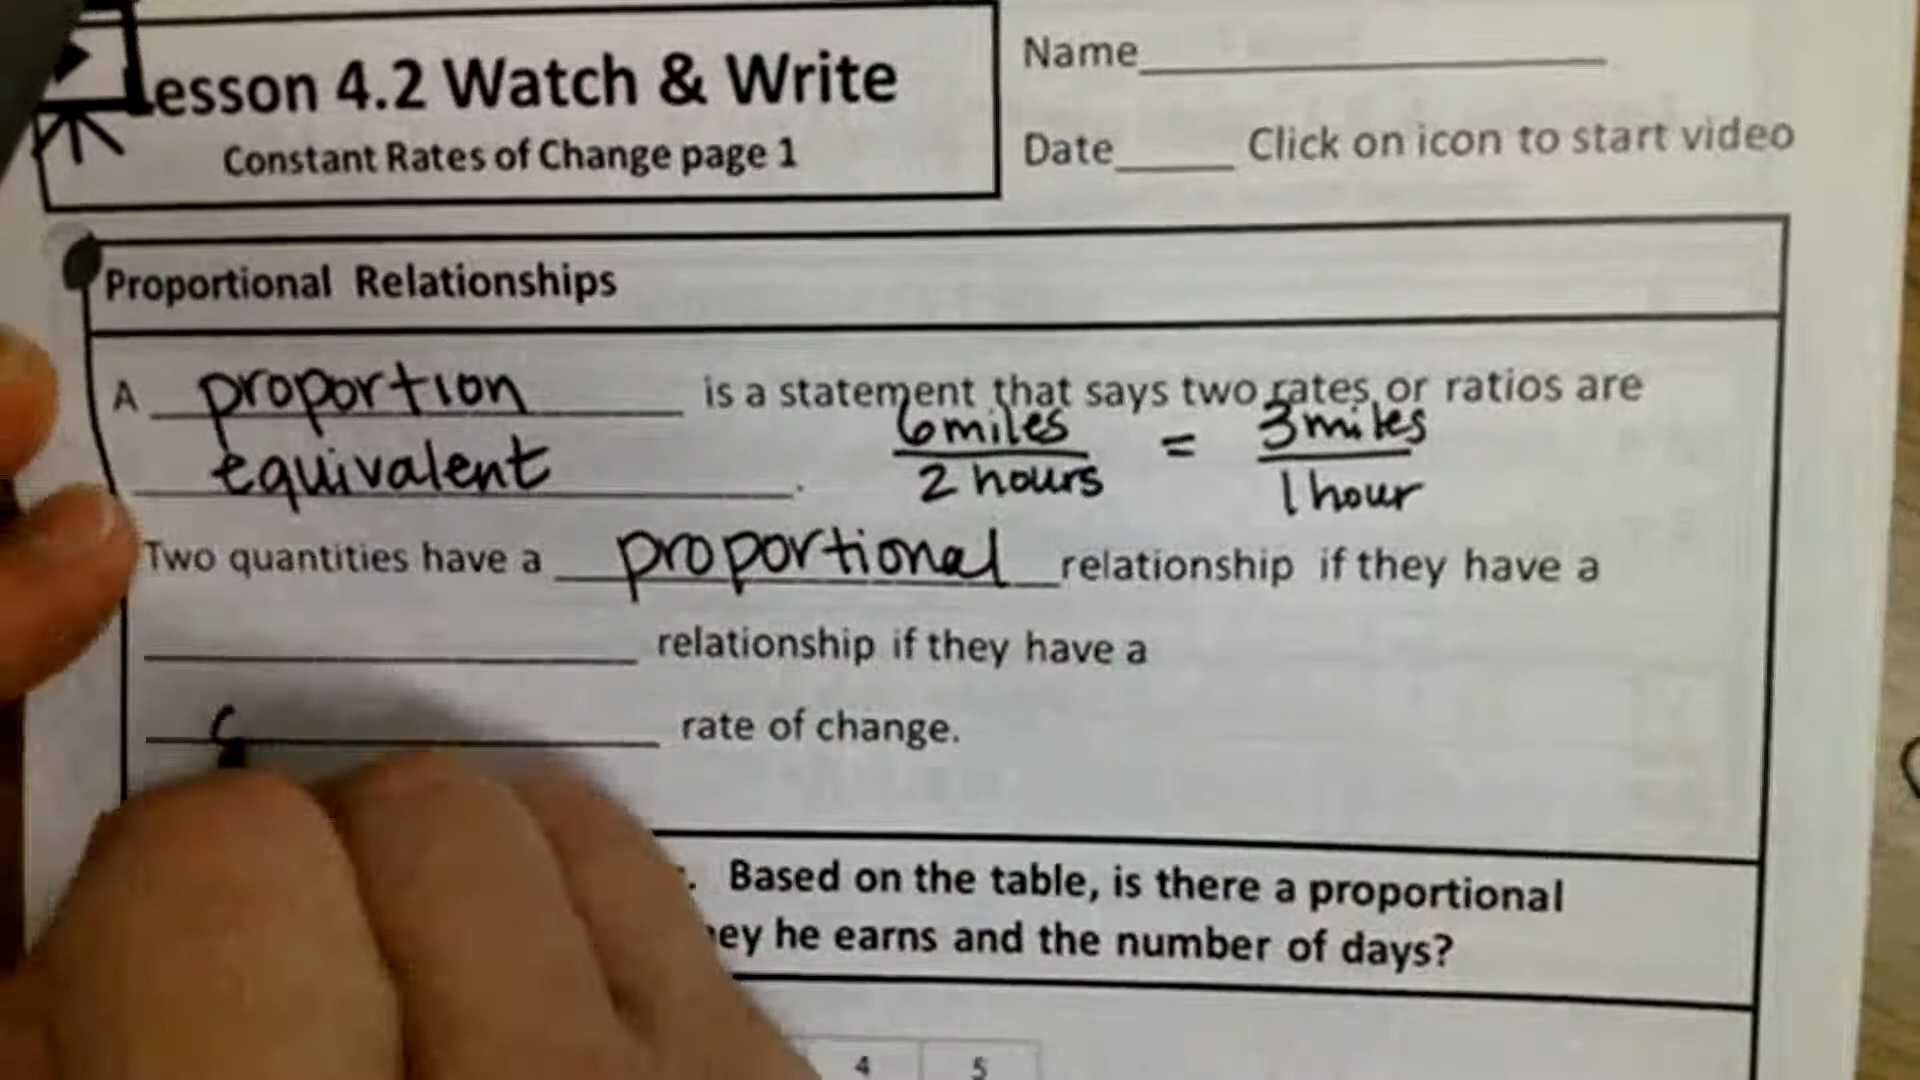 Lesson 4.2 Watch & Write
Constant Rates of Change page 1
Name
Date Click on icon to start video
Proportional Relationships
A proportion is a statement that says two rates or ratios are
equivalent. 6 miles = 3 miles
2 hours 1 hour
Two quantities have a proportional relationship if they have a
relationship if they have a
rate of change.
Based on the table, is there a proportional
he earns and the number of days?
4 5